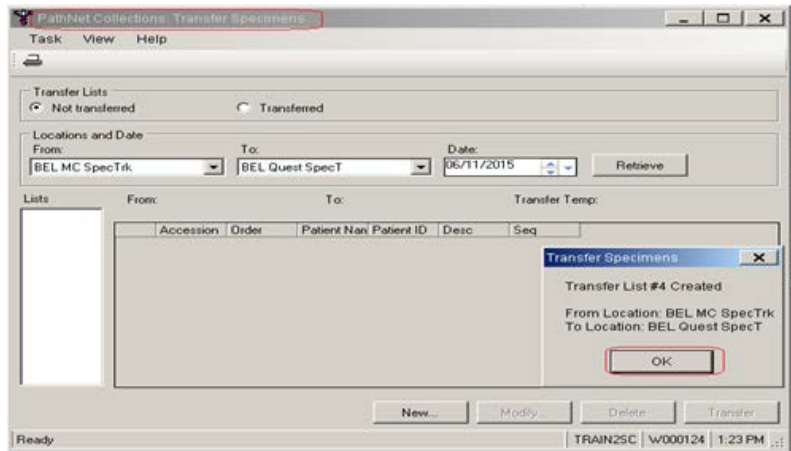 PathNet Collections: Transfer Specimens
Task View Help
Transfer Lists
Not transferred Transferred
Locations and Date
From: To: Date:
BEL MC SpecTrk BEL Quest SpecT 06/11/2015 Retrieve
Lists From: To: Transfer Temp:
Accession Order Patient Nan Patient ID Desc Seq
Transfer Specimens
Transfer List #4 Created
From Location: BEL MC SpecTrk
To Location: BEL Quest SpecT
OK
New... Modify... Delete Transfer
Ready TRAIN2SC W000124 1:23 PM